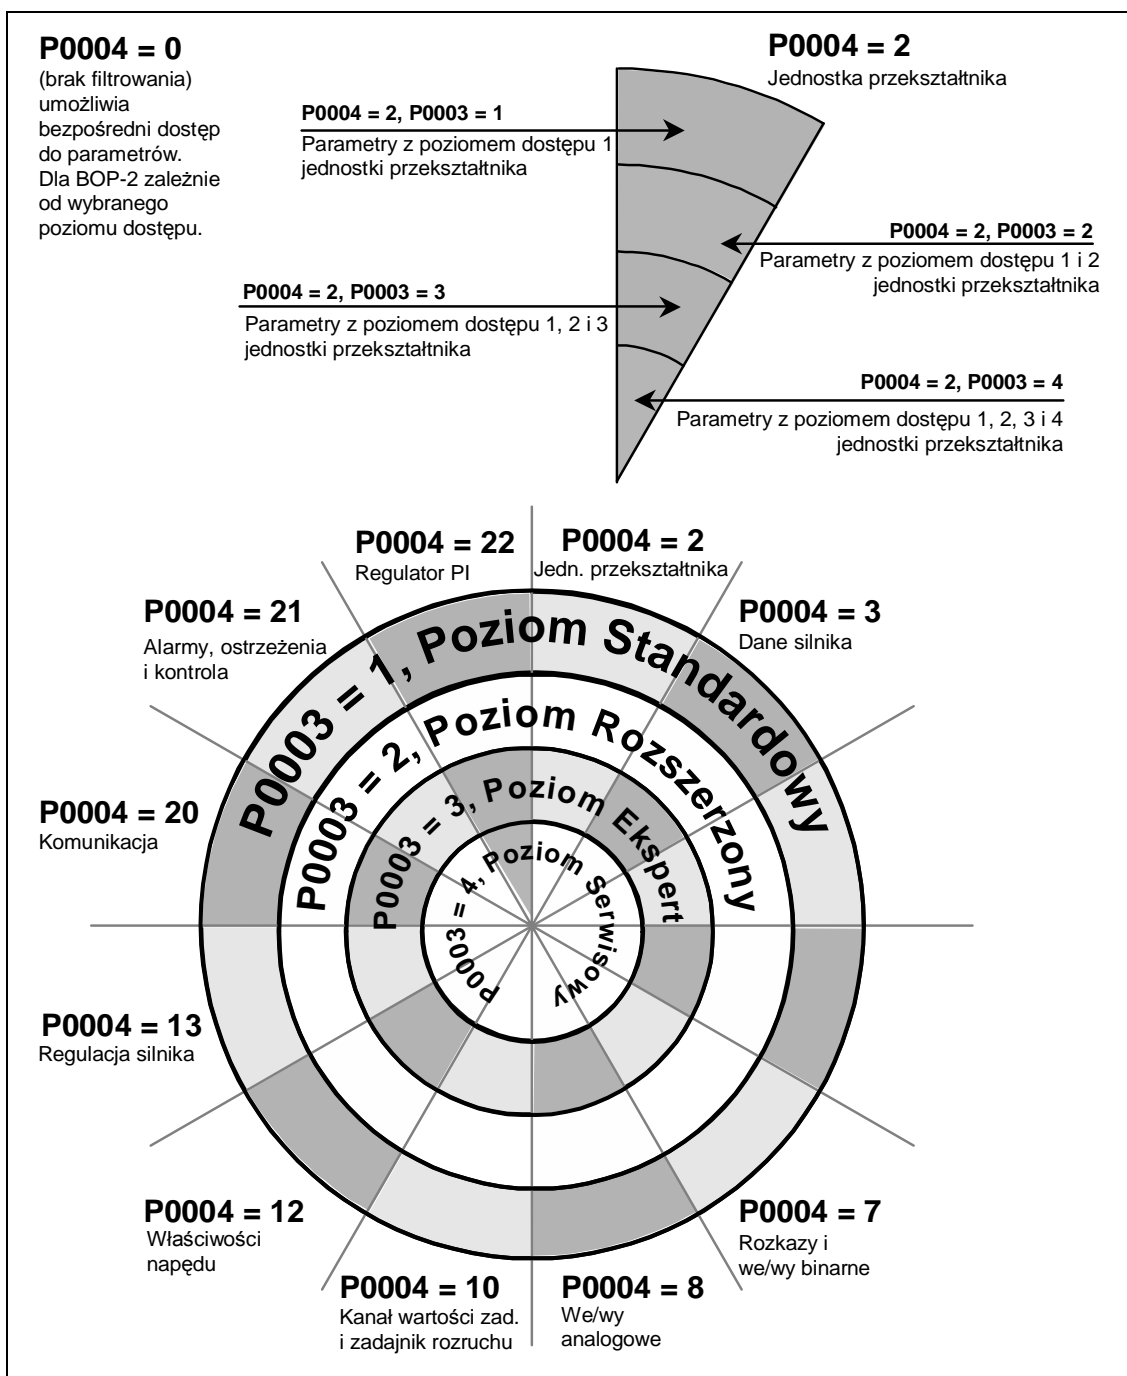 P0004 = 0
(brak filtrowania)
umożliwia
bezpośredni dostęp
do parametrów.
Dla BOP-2 zależnie
od wybranego
poziomu dostępu.
P0004 = 2
Jednostka przekształtnika
P0004 = 2, P0003 = 1
Parametry z poziomem dostępu 1
jednostki przekształtnika
P0004 = 2, P0003 = 2
Parametry z poziomem dostępu 1 i 2
jednostki przekształtnika
P0004 = 2, P0003 = 3
Parametry z poziomem dostępu 1, 2 i 3
jednostki przekształtnika
P0004 = 2, P0003 = 4
Parametry z poziomem dostępu 1, 2, 3 i 4
jednostki przekształtnika
P0004 = 22
Regulator PI
P0004 = 2
Jedn. przekształtnika
P0004 = 21
Alarmy, ostrzeżenia
i kontrola
P0004 = 3
Dane silnika
P0003 = 1, Poziom Standardowy
P0003 = 2, Poziom Rozszerzony
P0003 = 3, Poziom Ekspert
P0003 = 4, Poziom Serwisowy
P0004 = 20
Komunikacja
P0004 = 13
Regulacja silnika
P0004 = 12
Właściwości
napędu
P0004 = 7
Rozkazy i
we/wy binarne
P0004 = 10
Kanał wartości zad.
i zadajnik rozruchu
P0004 = 8
We/wy
analogowe